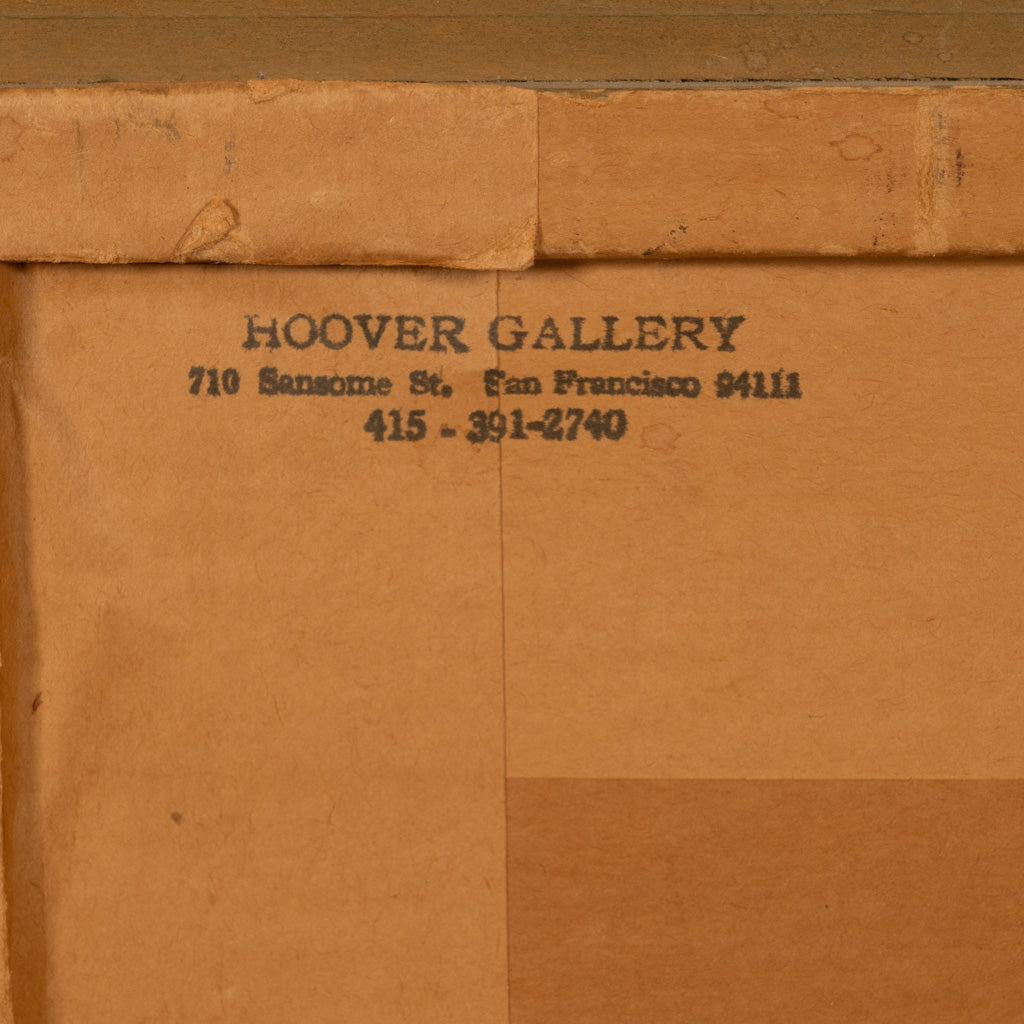 HOOVER GALLERY
710 Sansome St. San Francisco 94111
415 - 391-2740